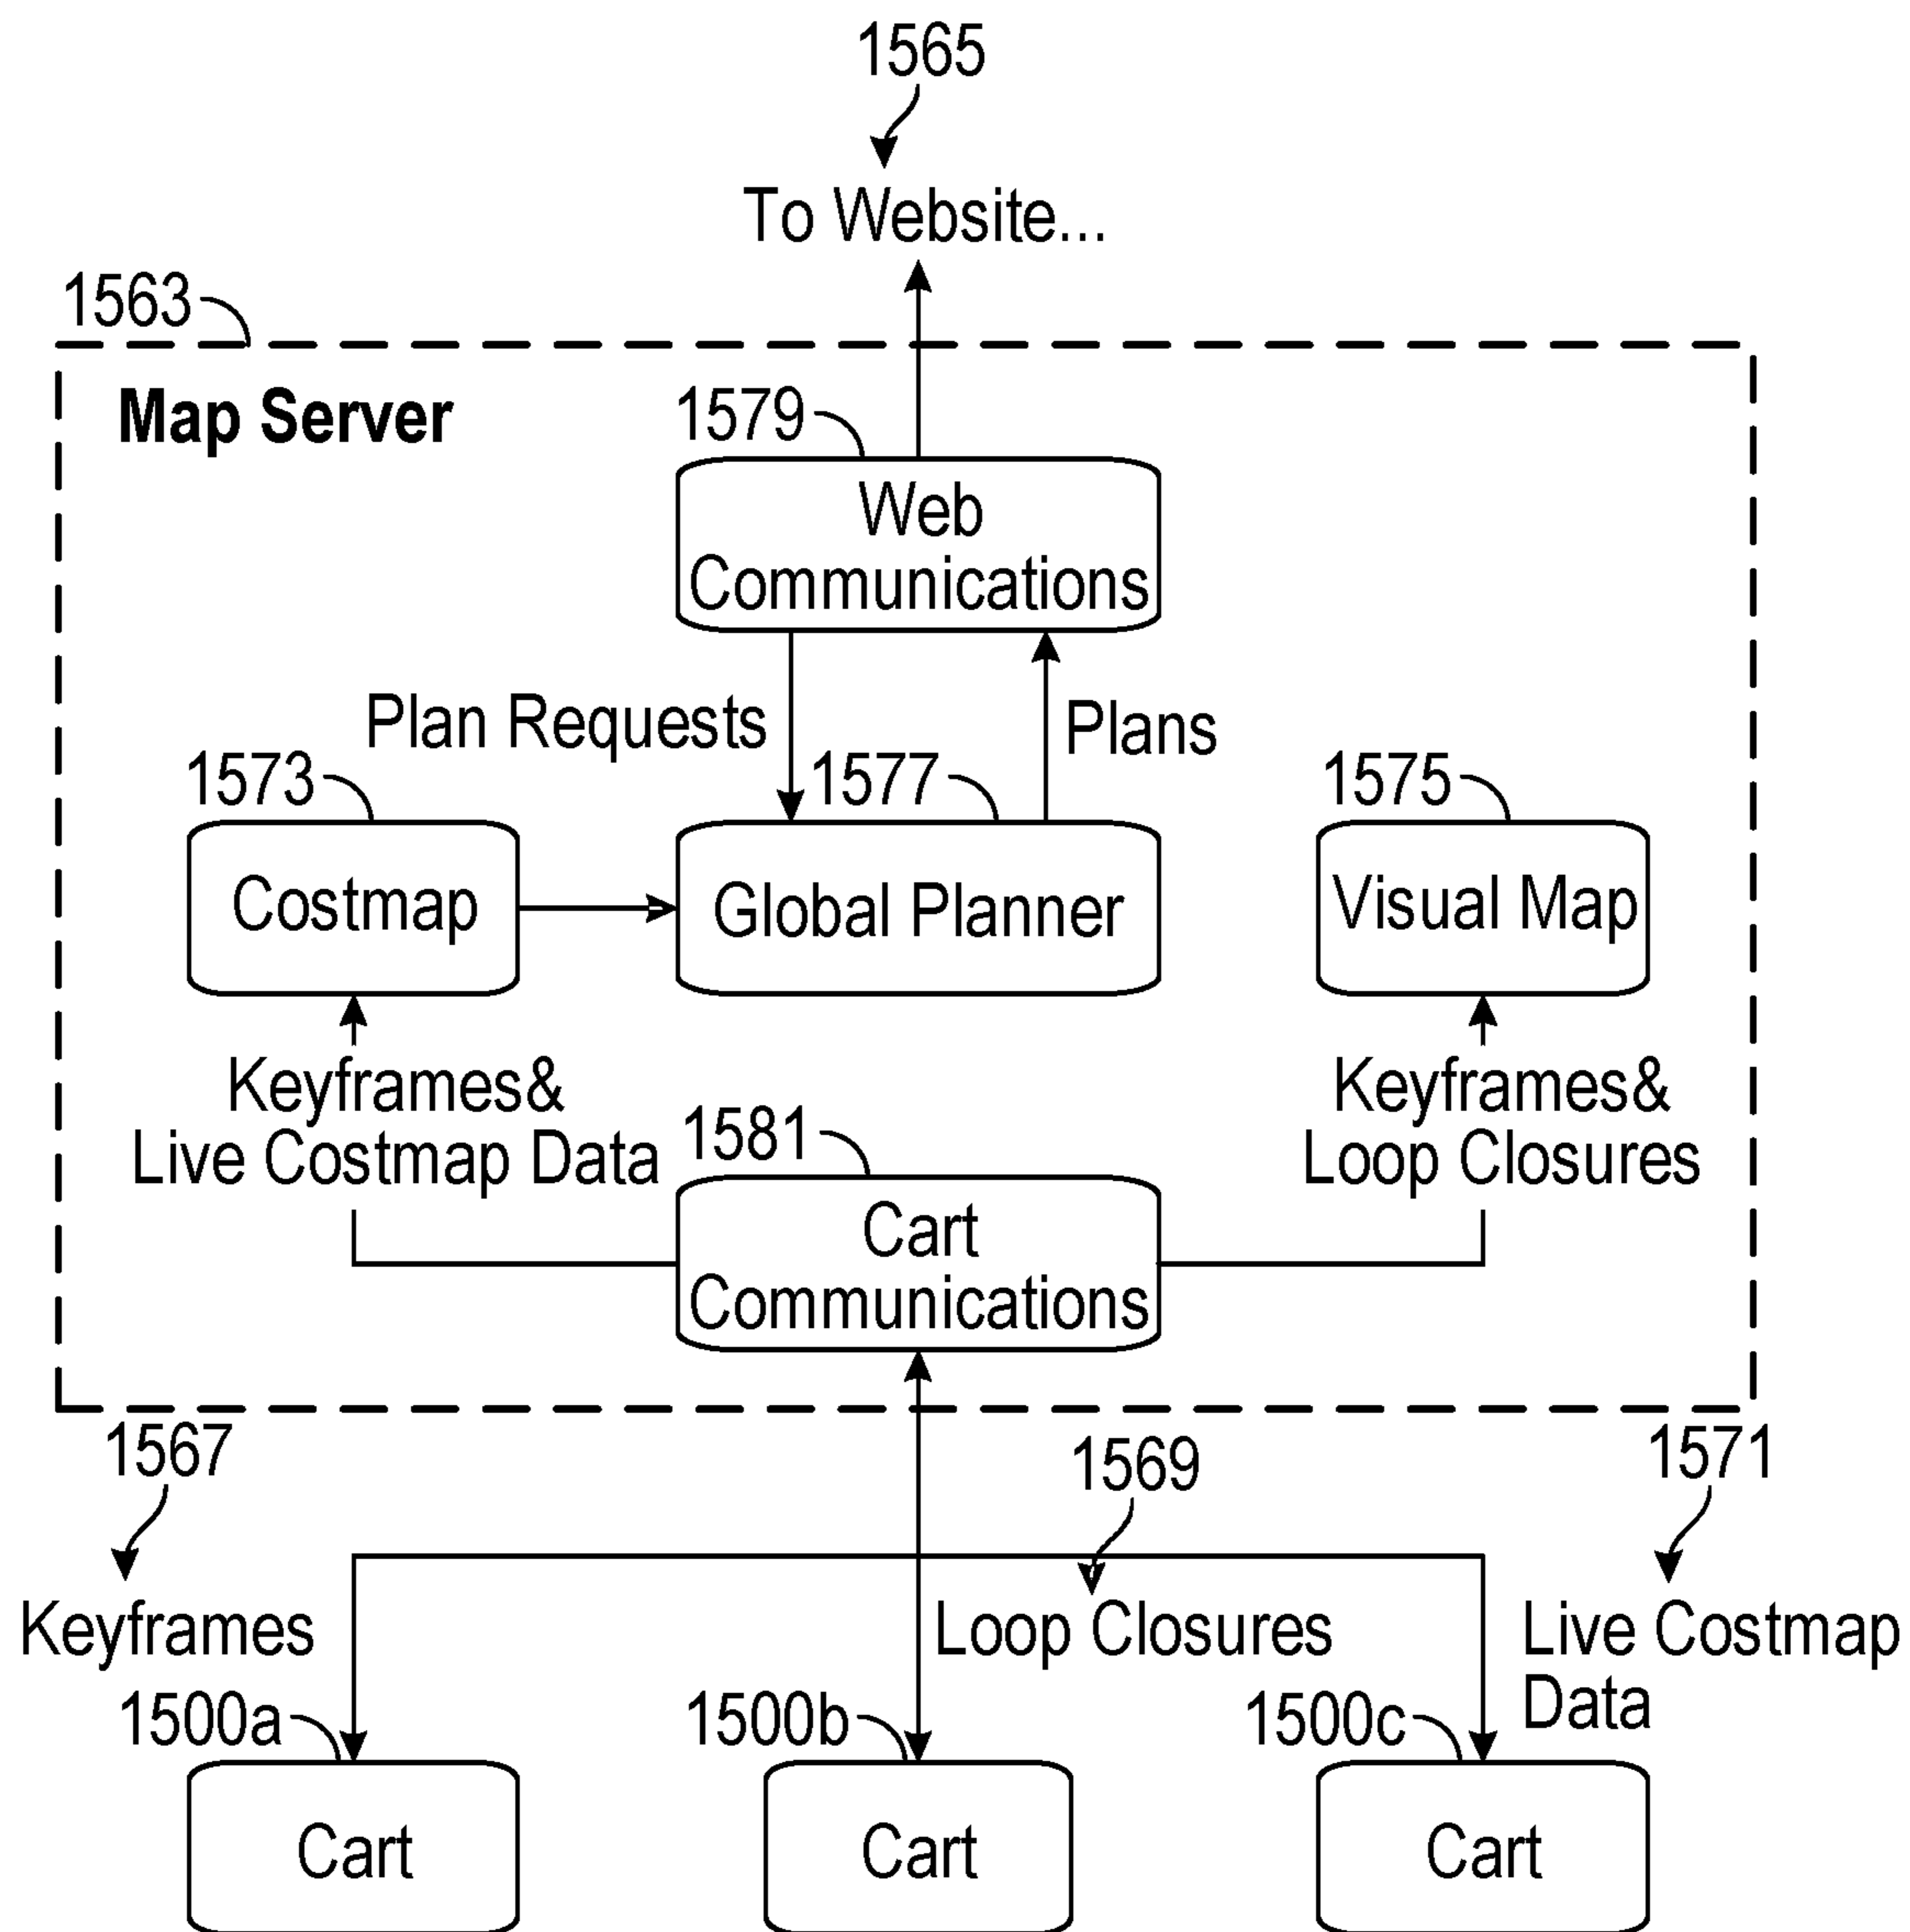 1565
To Website...
1563
Map Server
1579
Web
Communications
Plan Requests
Plans
1573
1577
1575
Costmap
Global Planner
Visual Map
Keyframes&
Live Costmap Data
Keyframes&
Loop Closures
1581
Cart
Communications
1567
1569
1571
Keyframes
Loop Closures
Live Costmap
Data
1500a
1500b
1500c
Cart
Cart
Cart